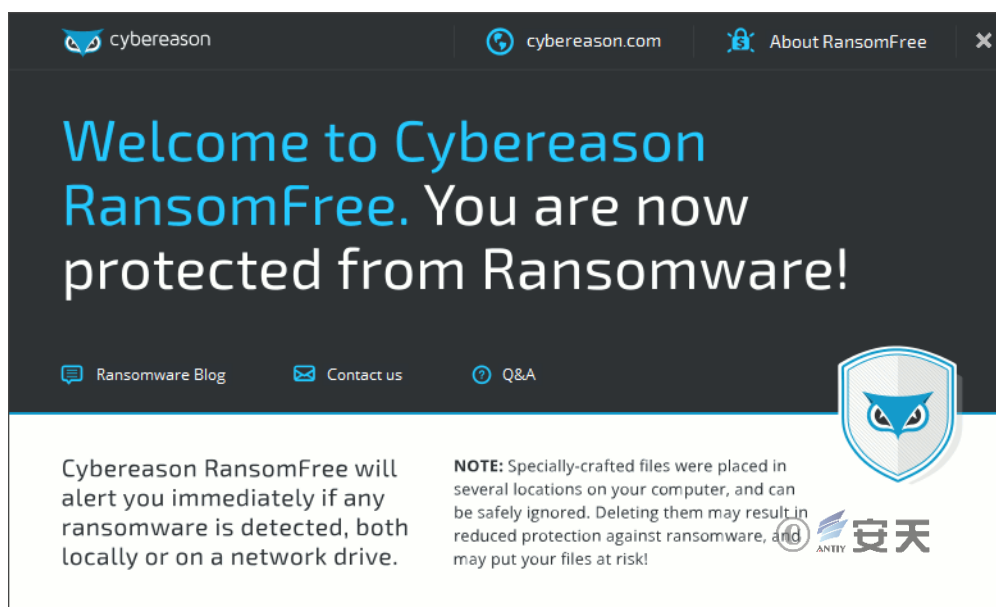 cybereason
cybereason.com
About RansomFree
Welcome to Cybereason
RansomFree. You are now
protected from Ransomware!
Ransomware Blog
Contact us
Q&A
Cybereason RansomFree will
alert you immediately if any
ransomware is detected, both
locally or on a network drive.
NOTE: Specially-crafted files were placed in
several locations on your computer, and can
be safely ignored. Deleting them may result in
reduced protection against ransomware, and
may put your files at risk!
ANTIY 安天